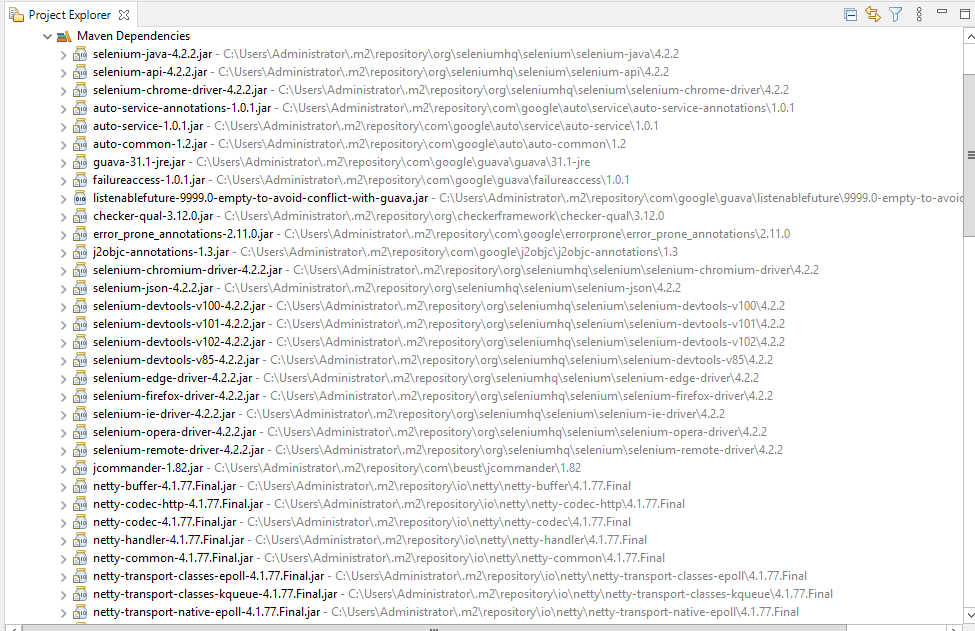 Project Explorer
Maven Dependencies
selenium-java-4.2.2.jar - C:\Users\Administrator\.m2\repository\org\seleniumhq\selenium\selenium-java\4.2.2
selenium-api-4.2.2.jar - C:\Users\Administrator\.m2\repository\org\seleniumhq\selenium\selenium-api\4.2.2
selenium-chrome-driver-4.2.2.jar - C:\Users\Administrator\.m2\repository\org\seleniumhq\selenium\selenium-chrome-driver\4.2.2
auto-service-annotations-1.0.1.jar - C:\Users\Administrator\.m2\repository\com\google\auto\service\auto-service-annotations\1.0.1
auto-service-1.0.1.jar - C:\Users\Administrator\.m2\repository\com\google\auto\service\auto-service\1.0.1
auto-common-1.2.jar - C:\Users\Administrator\.m2\repository\com\google\auto\auto-common\1.2
guava-31.1-jre.jar - C:\Users\Administrator\.m2\repository\com\google\guava\guava\31.1-jre
failureaccess-1.0.1.jar - C:\Users\Administrator\.m2\repository\com\google\guava\failureaccess\1.0.1
listenablefuture-9999.0-empty-to-avoid-conflict-with-guava.jar - C:\Users\Administrator\.m2\repository\com\google\guava\listenablefuture\9999.0-empty-to-avoid
checker-qual-3.12.0.jar - C:\Users\Administrator\.m2\repository\org\checkerframework\checker-qual\3.12.0
error_prone_annotations-2.11.0.jar - C:\Users\Administrator\.m2\repository\com\google\errorprone\error_prone_annotations\2.11.0
j2objc-annotations-1.3.jar - C:\Users\Administrator\.m2\repository\com\google\j2objc\j2objc-annotations\1.3
selenium-chromium-driver-4.2.2.jar - C:\Users\Administrator\.m2\repository\org\seleniumhq\selenium\selenium-chromium-driver\4.2.2
selenium-json-4.2.2.jar - C:\Users\Administrator\.m2\repository\org\seleniumhq\selenium\selenium-json\4.2.2
selenium-devtools-v100-4.2.2.jar - C:\Users\Administrator\.m2\repository\org\seleniumhq\selenium\selenium-devtools-v100\4.2.2
selenium-devtools-v101-4.2.2.jar - C:\Users\Administrator\.m2\repository\org\seleniumhq\selenium\selenium-devtools-v101\4.2.2
selenium-devtools-v102-4.2.2.jar - C:\Users\Administrator\.m2\repository\org\seleniumhq\selenium\selenium-devtools-v102\4.2.2
selenium-devtools-v85-4.2.2.jar - C:\Users\Administrator\.m2\repository\org\seleniumhq\selenium\selenium-devtools-v85\4.2.2
selenium-edge-driver-4.2.2.jar - C:\Users\Administrator\.m2\repository\org\seleniumhq\selenium\selenium-edge-driver\4.2.2
selenium-firefox-driver-4.2.2.jar - C:\Users\Administrator\.m2\repository\org\seleniumhq\selenium\selenium-firefox-driver\4.2.2
selenium-ie-driver-4.2.2.jar - C:\Users\Administrator\.m2\repository\org\seleniumhq\selenium\selenium-ie-driver\4.2.2
selenium-opera-driver-4.2.2.jar - C:\Users\Administrator\.m2\repository\org\seleniumhq\selenium\selenium-opera-driver\4.2.2
selenium-remote-driver-4.2.2.jar - C:\Users\Administrator\.m2\repository\org\seleniumhq\selenium\selenium-remote-driver\4.2.2
jcommander-1.82.jar - C:\Users\Administrator\.m2\repository\com\beust\jcommander\1.82
netty-buffer-4.1.77.Final.jar - C:\Users\Administrator\.m2\repository\io\netty\netty-buffer\4.1.77.Final
netty-codec-http-4.1.77.Final.jar - C:\Users\Administrator\.m2\repository\io\netty\netty-codec-http\4.1.77.Final
netty-codec-4.1.77.Final.jar - C:\Users\Administrator\.m2\repository\io\netty\netty-codec\4.1.77.Final
netty-handler-4.1.77.Final.jar - C:\Users\Administrator\.m2\repository\io\netty\netty-handler\4.1.77.Final
netty-common-4.1.77.Final.jar - C:\Users\Administrator\.m2\repository\io\netty\netty-common\4.1.77.Final
netty-transport-classes-epoll-4.1.77.Final.jar - C:\Users\Administrator\.m2\repository\io\netty\netty-transport-classes-epoll\4.1.77.Final
netty-transport-classes-kqueue-4.1.77.Final.jar - C:\Users\Administrator\.m2\repository\io\netty\netty-transport-classes-kqueue\4.1.77.Final
netty-transport-native-epoll-4.1.77.Final.jar - C:\Users\Administrator\.m2\repository\io\netty\netty-transport-native-epoll\4.1.77.Final